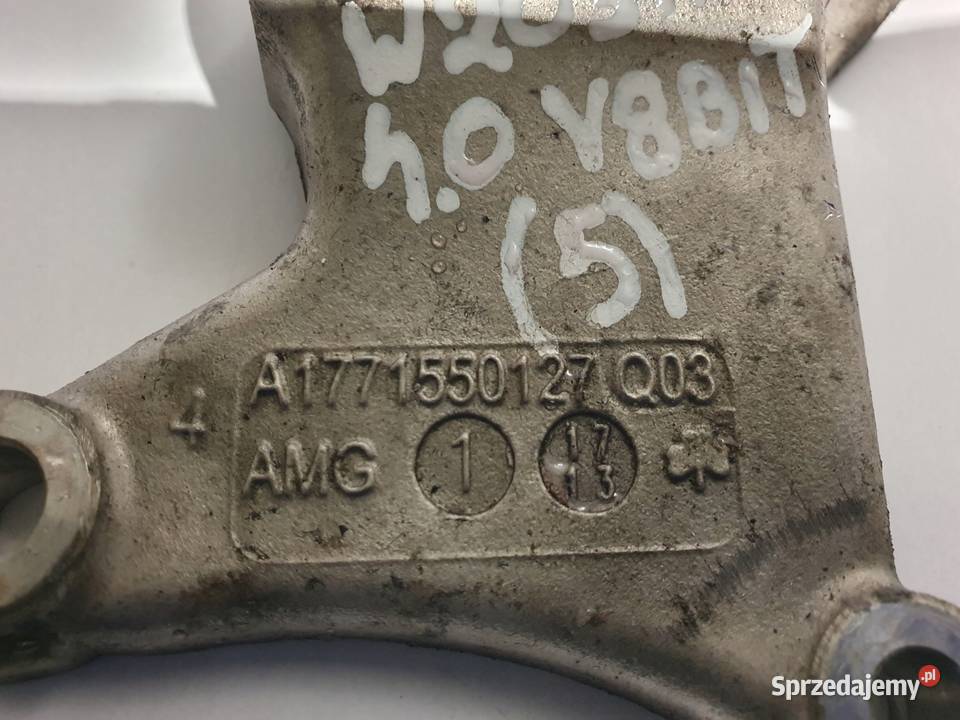 4.0 V8BIT
(5)
A1771550127 Q03
4
AMG 1 17
13
Sprzedajemy.pl